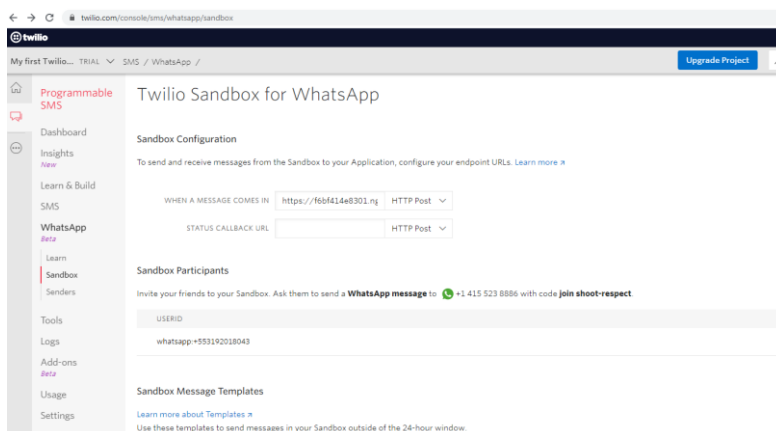 twilio.com/console/sms/whatsapp/sandbox
twilio
My first Twilio... TRIAL SMS / WhatsApp /
Upgrade Project
Programmable SMS
Dashboard
Insights
New
Learn & Build
SMS
WhatsApp
Beta
Learn
Sandbox
Senders
Tools
Logs
Add-ons
Beta
Usage
Settings
Twilio Sandbox for WhatsApp
Sandbox Configuration
To send and receive messages from the Sandbox to your Application, configure your endpoint URLs. Learn more
WHEN A MESSAGE COMES IN https://f6bf414e8301.ng HTTP Post
STATUS CALLBACK URL HTTP Post
Sandbox Participants
Invite your friends to your Sandbox. Ask them to send a WhatsApp message to +1 415 523 8886 with code join shoot-respect.
USERID
whatsapp:+553192018043
Sandbox Message Templates
Learn more about Templates
Use these templates to send messages in your Sandbox outside of the 24-hour window.